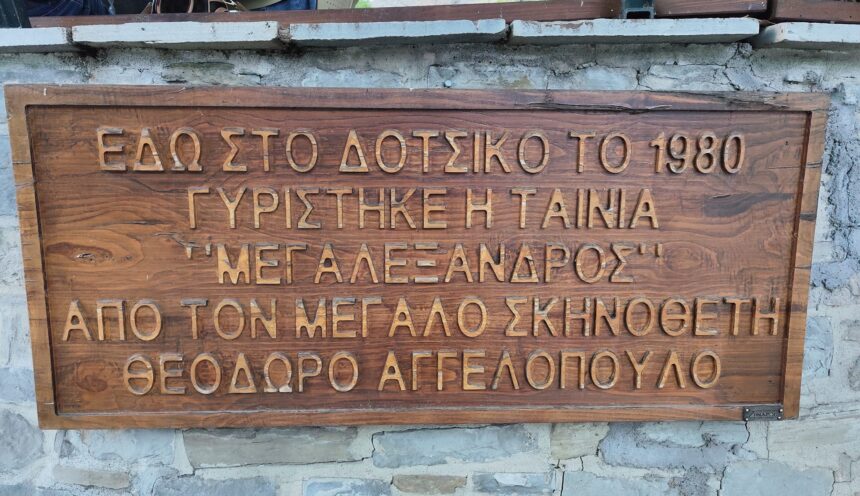 ΕΔΩ ΣΤΟ ΔΟΤΣΙΚΟ ΤΟ 1980
ΓΥΡΙΣΤΗΚΕ Η ΤΑΙΝΙΑ
''ΜΕΓΑΛΕΞΑΝΔΡΟΣ''
ΑΠΟ ΤΟΝ ΜΕΓΑΛΟ ΣΚΗΝΟΘΕΤΗ
ΘΕΟΔΩΡΟ ΑΓΓΕΛΟΠΟΥΛΟ